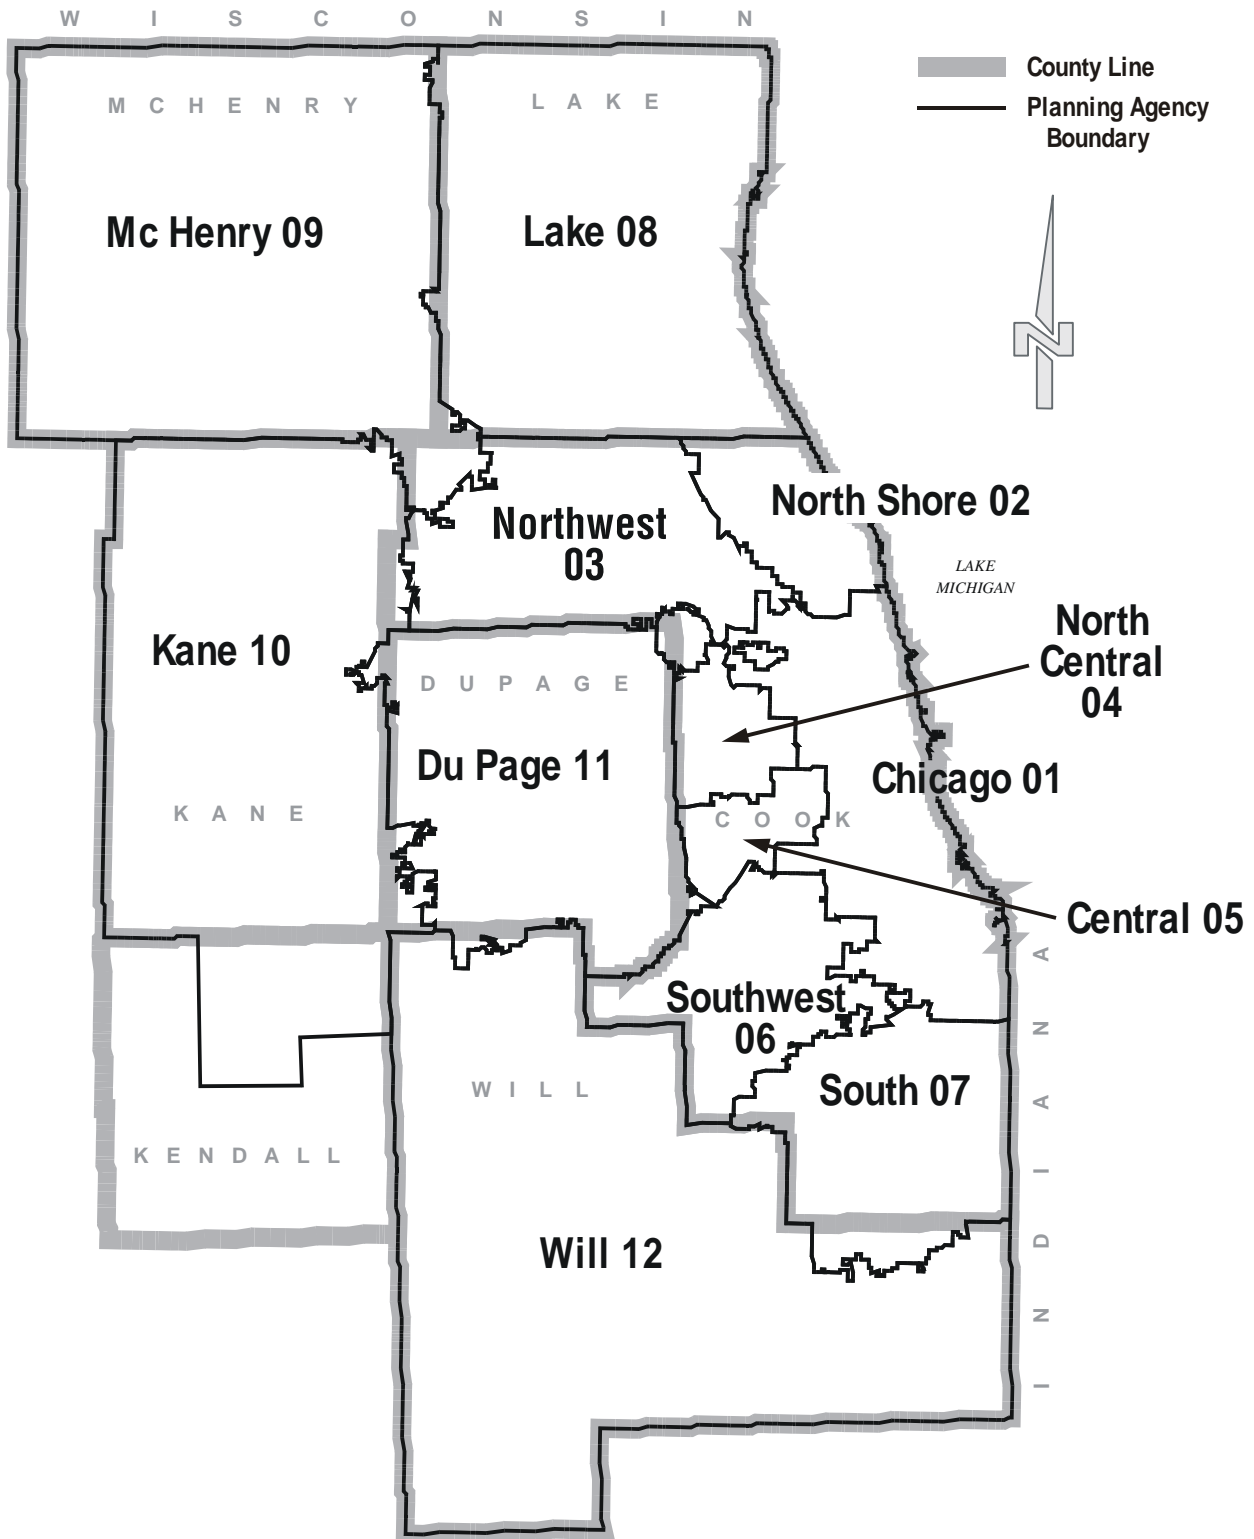 W I S C O N S I N
County Line
Planning Agency
Boundary
M C H E N R Y
L A K E
Mc Henry 09
Lake 08
North Shore 02
Northwest
03
LAKE
MICHIGAN
North
Central
04
Kane 10
D U P A G E
Du Page 11
Chicago 01
K A N E
C O O K
Central 05
Southwest
06
W I L L
South 07
K E N D A L L
Will 12
I N D I A N A
N